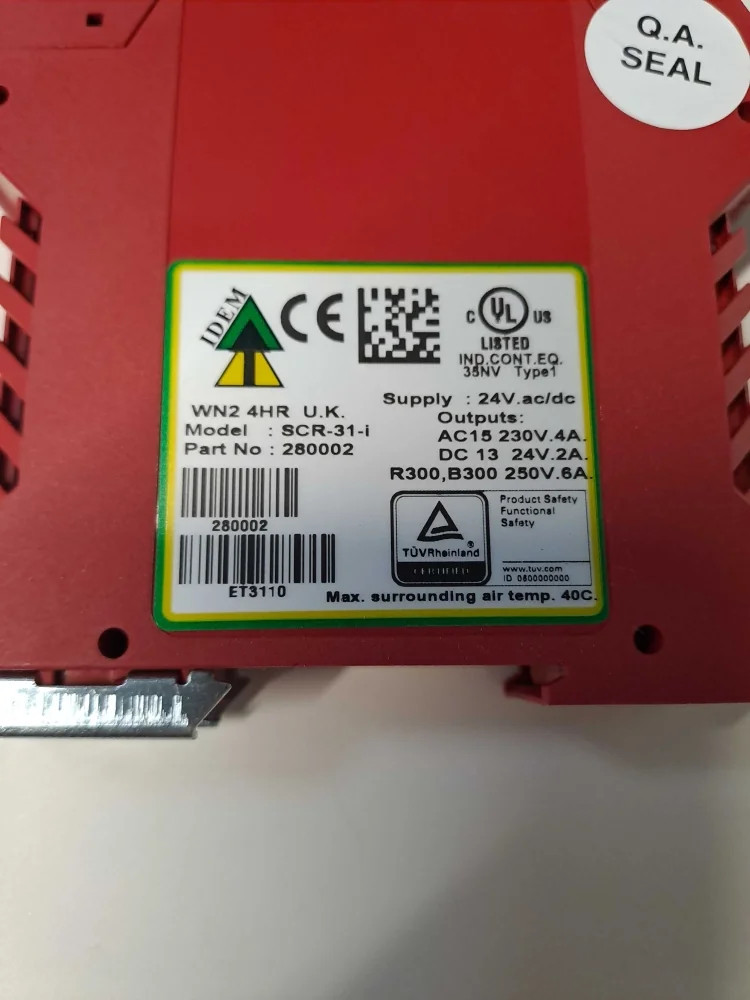 Q.A.
SEAL
IDEM
CE
C UL US
LISTED
IND.CONT.EQ.
35NV Type1
WN2 4HR U.K.
Model : SCR-31-i
Part No : 280002
280002
ET3110
Supply : 24V.ac/dc
Outputs:
AC15 230V.4A.
DC 13 24V.2A.
R300,B300 250V.6A.
TÜVRheinland®
CERTIFIED
Product Safety
Functional
Safety
www.tuv.com
ID 0600000000
Max. surrounding air temp. 40C.